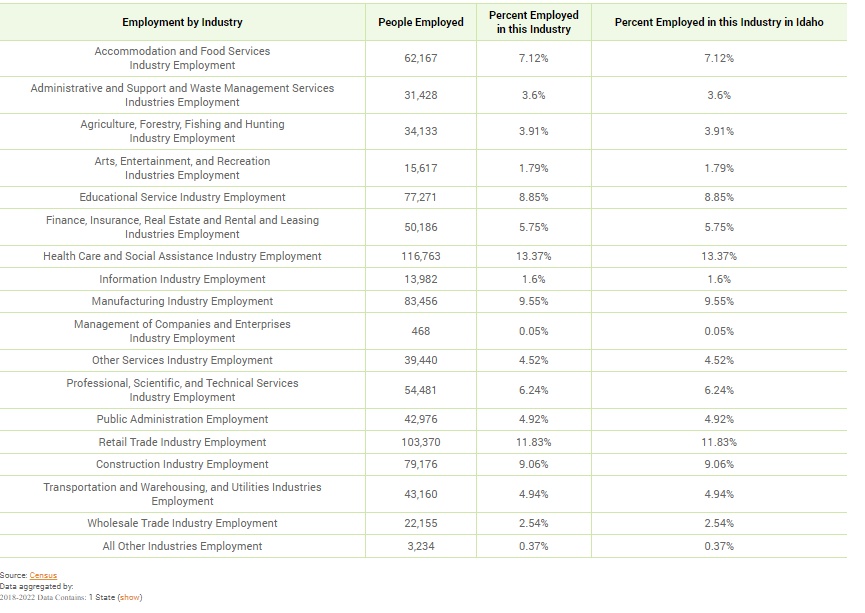 Employment by Industry
People Employed
Percent Employed
in this Industry
Percent Employed in this Industry in Idaho
Accommodation and Food Services
Industry Employment
62,167
7.12%
7.12%
Administrative and Support and Waste Management Services
Industries Employment
31,428
3.6%
3.6%
Agriculture, Forestry, Fishing and Hunting
Industry Employment
34,133
3.91%
3.91%
Arts, Entertainment, and Recreation
Industries Employment
15,617
1.79%
1.79%
Educational Service Industry Employment
77,271
8.85%
8.85%
Finance, Insurance, Real Estate and Rental and Leasing
Industries Employment
50,186
5.75%
5.75%
Health Care and Social Assistance Industry Employment
116,763
13.37%
13.37%
Information Industry Employment
13,982
1.6%
1.6%
Manufacturing Industry Employment
83,456
9.55%
9.55%
Management of Companies and Enterprises
Industry Employment
468
0.05%
0.05%
Other Services Industry Employment
39,440
4.52%
4.52%
Professional, Scientific, and Technical Services
Industry Employment
54,481
6.24%
6.24%
Public Administration Employment
42,976
4.92%
4.92%
Retail Trade Industry Employment
103,370
11.83%
11.83%
Construction Industry Employment
79,176
9.06%
9.06%
Transportation and Warehousing, and Utilities Industries
Employment
43,160
4.94%
4.94%
Wholesale Trade Industry Employment
22,155
2.54%
2.54%
All Other Industries Employment
3,234
0.37%
0.37%
Source: Census
Data aggregated by:
2018-2022 Data Contains: 1 State (show)